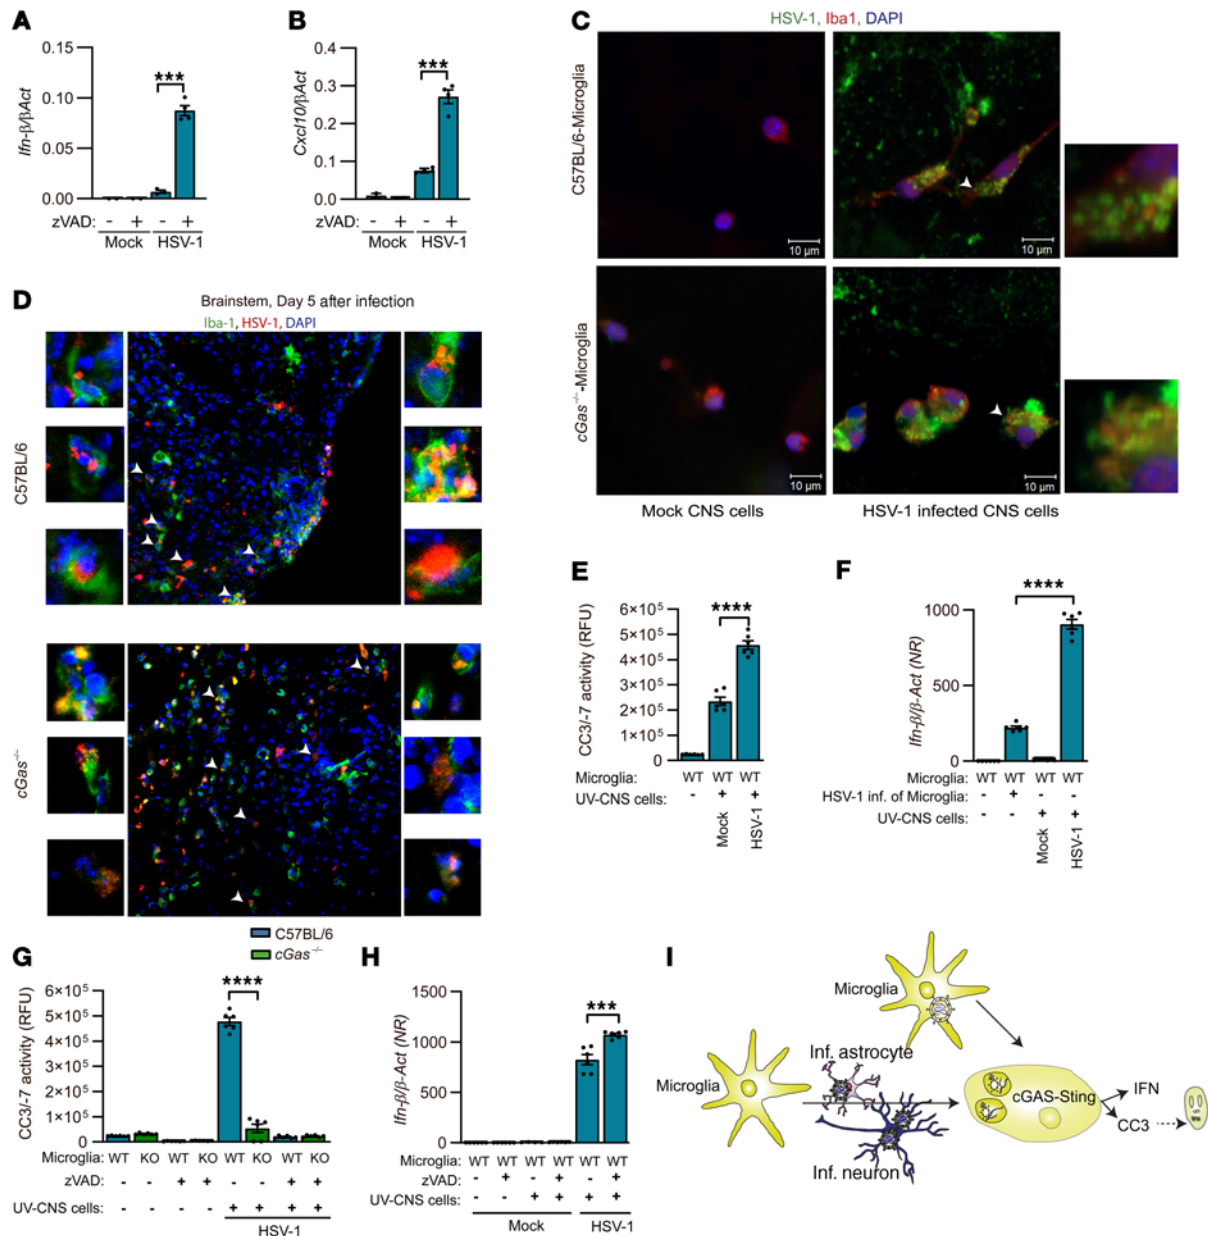 A
Ifn-β/βAct
0.15
0.10
0.05
0.00
***
zVAD: - + - +
Mock HSV-1
B
Cxcl10/βAct
0.4
0.3
0.2
0.1
0.0
***
zVAD: - + - +
Mock HSV-1
C
HSV-1, Iba1, DAPI
C57BL/6-Microglia
cGas⁻/⁻-Microglia
10 µm
10 µm
10 µm
10 µm
Mock CNS cells
HSV-1 infected CNS cells
D
Brainstem, Day 5 after infection
Iba-1, HSV-1, DAPI
C57BL/6
cGas⁻/⁻
E
CC3/-7 activity (RFU)
6×10⁵
5×10⁵
4×10⁵
3×10⁵
2×10⁵
1×10⁵
0
****
Microglia: WT WT WT
UV-CNS cells: - + +
Mock
HSV-1
F
Ifn-β/β-Act (NR)
1000
500
0
****
Microglia: WT WT WT WT
HSV-1 inf. of Microglia: - + - -
UV-CNS cells: - - + +
Mock
HSV-1
C57BL/6
cGas⁻/⁻
G
CC3/-7 activity (RFU)
6×10⁵
5×10⁵
4×10⁵
3×10⁵
2×10⁵
1×10⁵
0
****
Microglia: WT KO WT KO WT KO WT KO
zVAD: - - + + - - + +
UV-CNS cells: - - - - + + + +
HSV-1
H
Ifn-β/β-Act (NR)
1500
1000
500
0
***
Microglia: WT WT WT WT WT WT
zVAD: - + - + - +
UV-CNS cells: - - + + + +
Mock HSV-1
I
Microglia
Microglia
Inf. astrocyte
Inf. neuron
cGAS-Sting
IFN
CC3